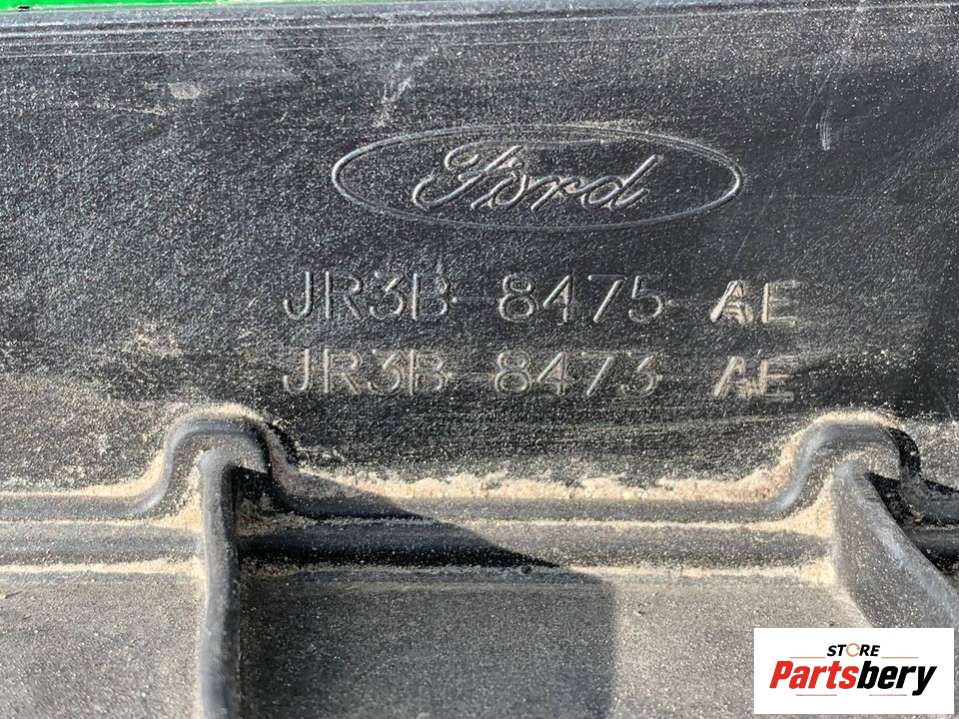 Ford
JR3B-8475-AE
JR3B-8473-AE
STORE
Partsbery